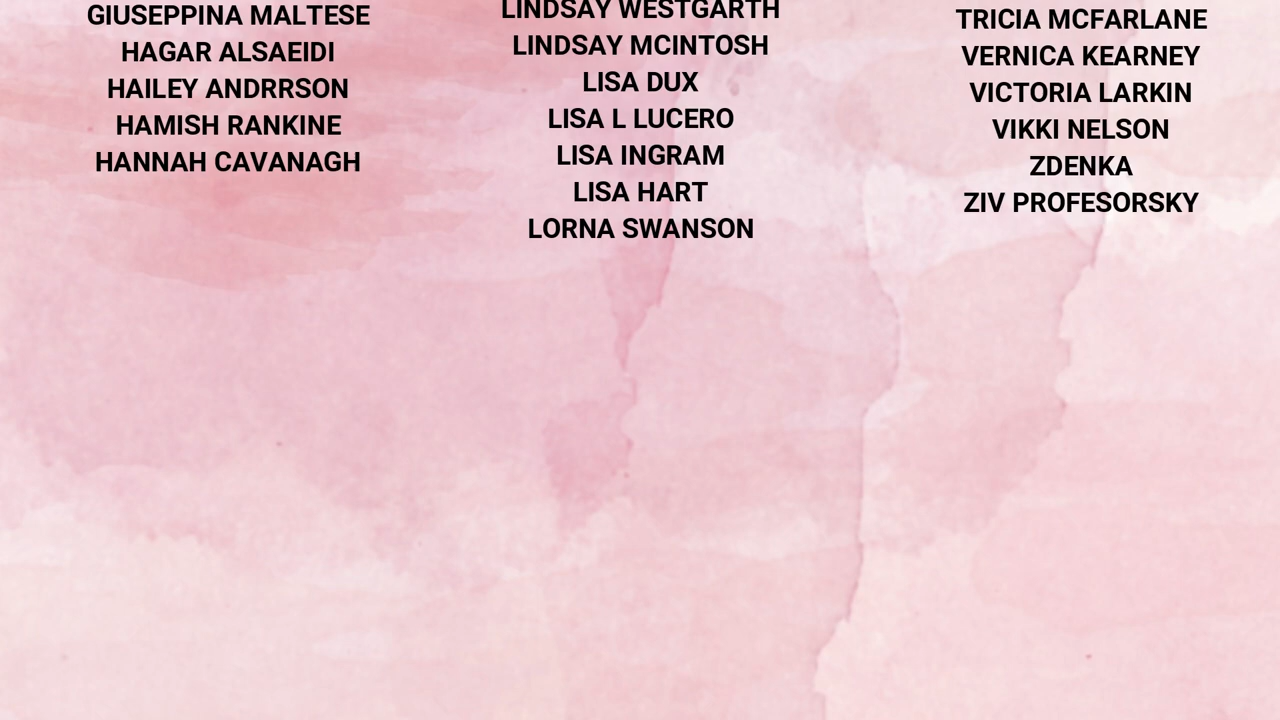 GIUSEPPINA MALTESE
HAGAR ALSAEIDI
HAILEY ANDRRSON
HAMISH RANKINE
HANNAH CAVANAGH
LINDSAY WESTGARTH
LINDSAY MCINTOSH
LISA DUX
LISA L LUCERO
LISA INGRAM
LISA HART
LORNA SWANSON
TRICIA MCFARLANE
VERNICA KEARNEY
VICTORIA LARKIN
VIKKI NELSON
ZDENKA
ZIV PROFESORSKY